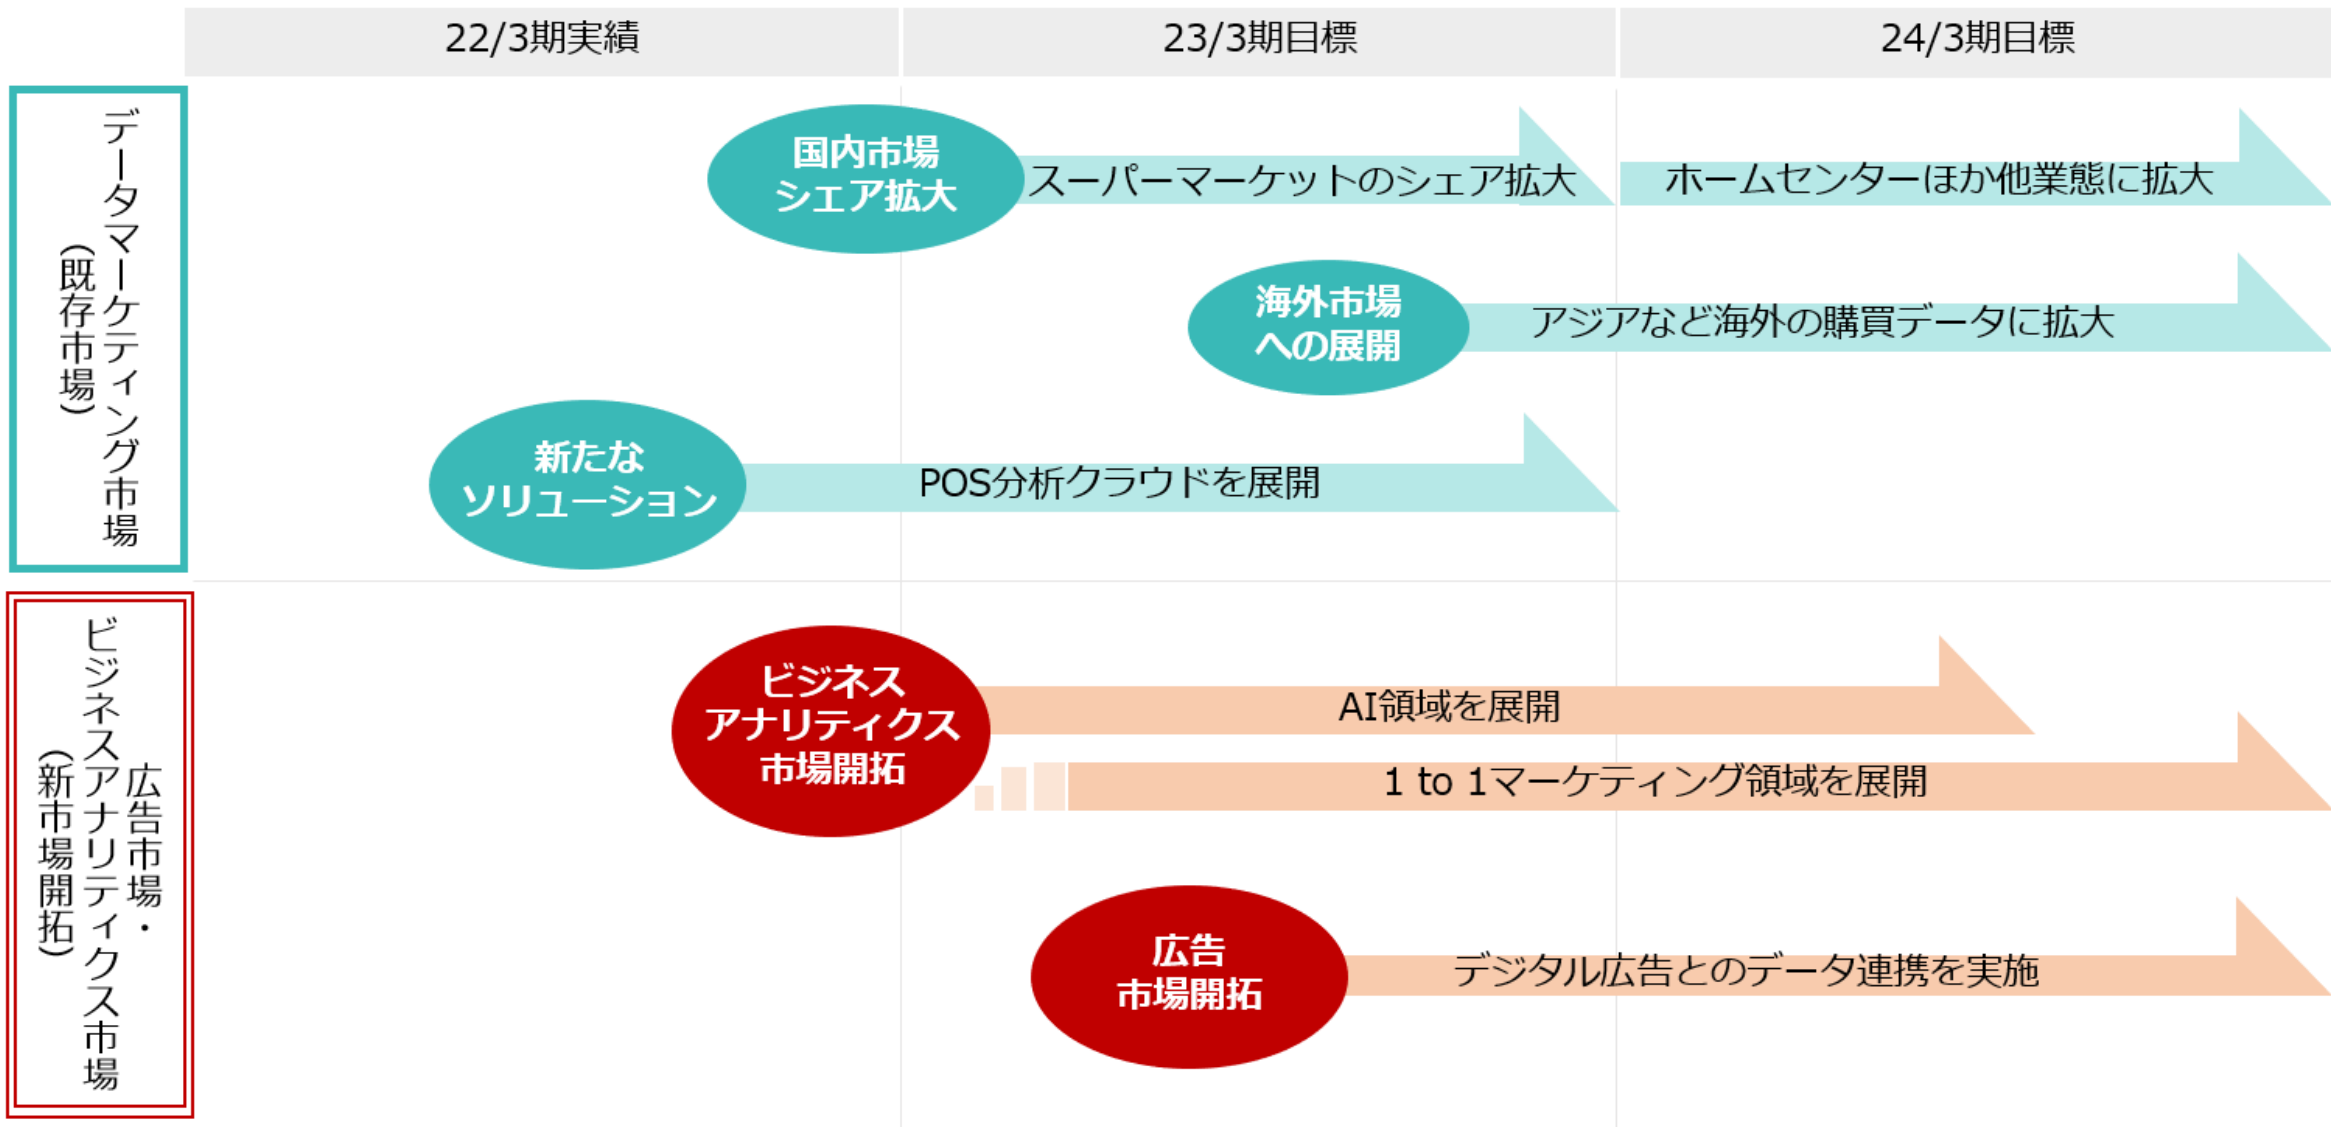 22/3期実績
23/3期目標
24/3期目標
データマーケティング市場
(既存市場)
国内市場
シェア拡大
スーパーマーケットのシェア拡大
ホームセンターほか他業態に拡大
海外市場
への展開
アジアなど海外の購買データに拡大
新たな
ソリューション
POS分析クラウドを展開
広告市場・
ビジネスアナリティクス市場
(新市場開拓)
ビジネス
アナリティクス
市場開拓
AI領域を展開
1 to 1マーケティング領域を展開
広告
市場開拓
デジタル広告とのデータ連携を実施